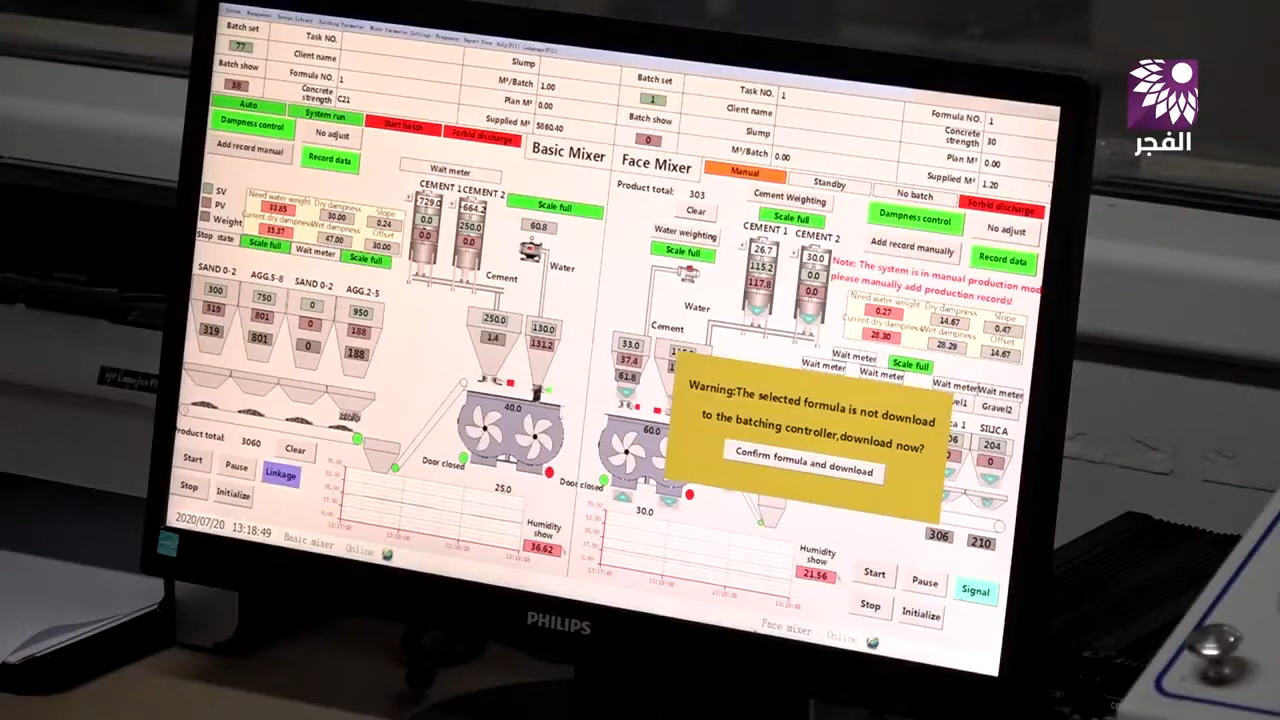 Batch set
77
Batch show
38
Task NO.
Client name
Formula NO. 1
Concrete strength C21
Slump
M³/Batch 1.00
Plan M³ 0.00
Supplied M³ 5860.40
Batch set
1
Batch show
0
Task NO. 1
Client name
Slump
M³/Batch 0.00
Formula NO. 1
Concrete strength 30
Plan M³ 0.00
Supplied M³ 1.20
الفجر
Auto
System run
Start batch
Forbid discharge
Basic Mixer
Dampness control
No adjust
Add record manual
Record data
Wait meter
Face Mixer
Manual
Standby
No batch
Forbid discharge
Product total: 303
Clear
Cement Weighting
Scale full
Dampness control
No adjust
Add record manually
Record data
Note: The system is in manual production mod
please manually add production records!
SV
PV
Weight
Need water weight
33.85
Dry dampness
30.00
Slope
0.24
Current dry dampness
35.37
Wet dampness
47.00
Offset
30.00
Stop state
Scale full
Wait meter
Scale full
CEMENT 1 CEMENT 2
729.0
0.0
0.0
664.2
250.0
0.0
Scale full
60.8
Water
Cement
Water weighting
Scale full
CEMENT 1
26.7
115.2
117.8
CEMENT 2
30.0
0.0
0.0
Need water weight
0.27
Dry dampness
14.67
Slope
0.47
Current dry dampness
28.30
Wet dampness
28.29
Offset
14.67
SAND 0-2
300
319
319
AGG.5-8
750
801
801
SAND 0-2
0
0
0
AGG.2-5
950
188
188
250.0
1.4
130.0
131.2
Water
Cement
33.0
37.4
61.8
Wait meter
Wait meter
Wait meter
Scale full
Wait meter
Wait meter
Gravel2
SILICA
204
0
Warning:The selected formula is not download
to the batching controller,download now?
Confirm formula and download
40.0
60.0
Product total: 3060
Clear
Door closed
Door closed
Start
Pause
Linkage
Stop
Initialize
25.0
30.0
Humidity show
36.62
Humidity show
21.56
306
210
Start
Pause
Signal
Stop
Initialize
2020/07/20 13:18:49
Basic mixer
Online
Face mixer
Online
PHILIPS